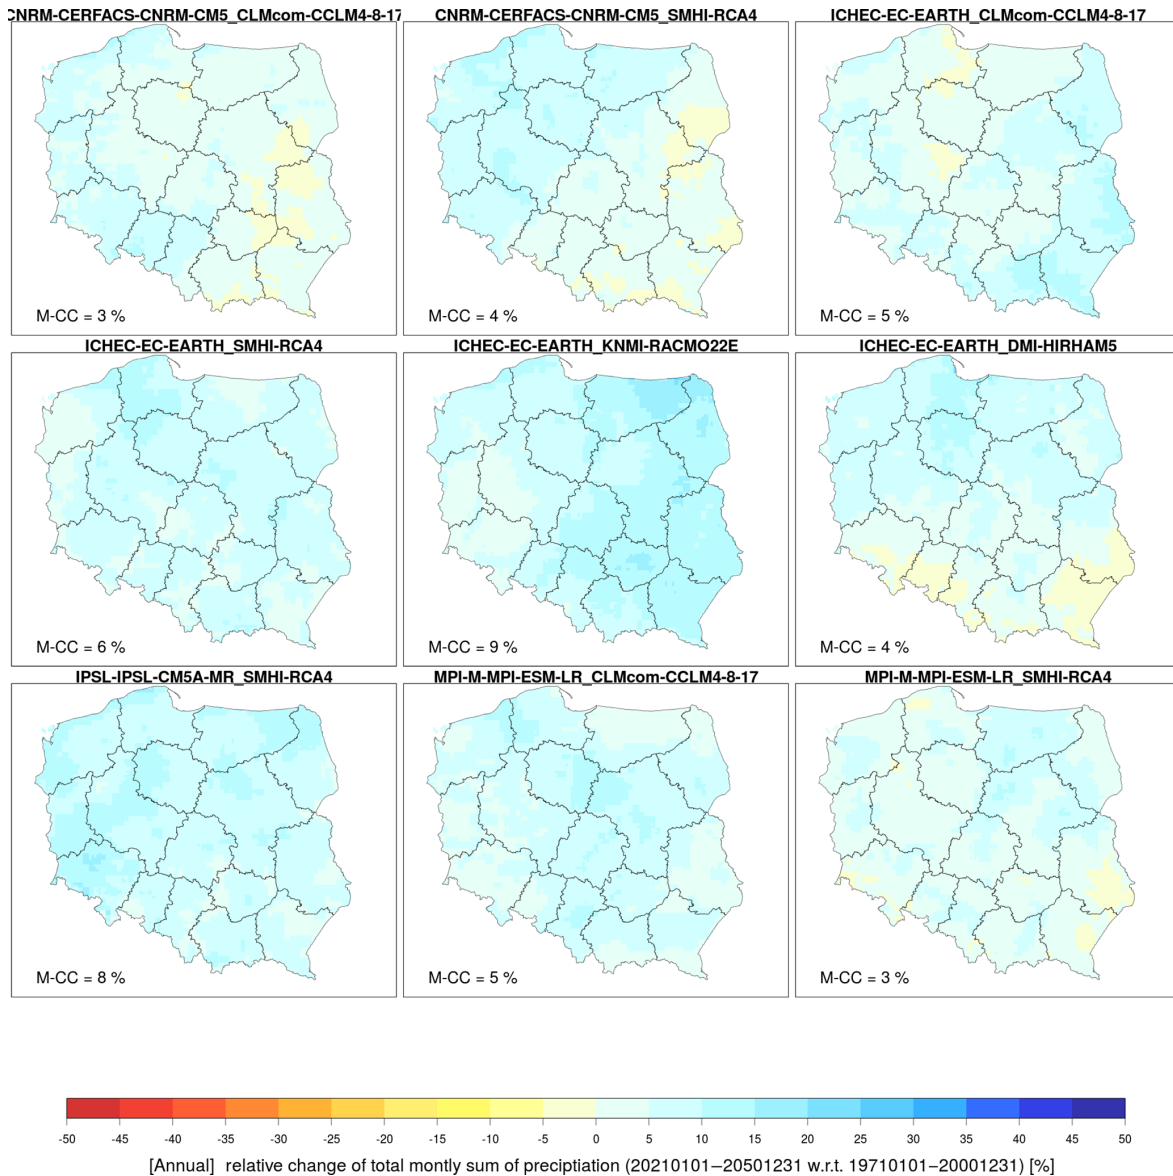 CNRM-CERFACS-CNRM-CM5_CLMcom-CCLM4-8-17
CNRM-CERFACS-CNRM-CM5_SMHI-RCA4
ICHEC-EC-EARTH_CLMcom-CCLM4-8-17
M-CC = 3 %
M-CC = 4 %
M-CC = 5 %
ICHEC-EC-EARTH_SMHI-RCA4
ICHEC-EC-EARTH_KNMI-RACMO22E
ICHEC-EC-EARTH_DMI-HIRHAM5
M-CC = 6 %
M-CC = 9 %
M-CC = 4 %
IPSL-IPSL-CM5A-MR_SMHI-RCA4
MPI-M-MPI-ESM-LR_CLMcom-CCLM4-8-17
MPI-M-MPI-ESM-LR_SMHI-RCA4
M-CC = 8 %
M-CC = 5 %
M-CC = 3 %
-50 -45 -40 -35 -30 -25 -20 -15 -10 -5 0 5 10 15 20 25 30 35 40 45 50
[Annual] relative change of total montly sum of preciptiation (20210101−20501231 w.r.t. 19710101−20001231) [%]